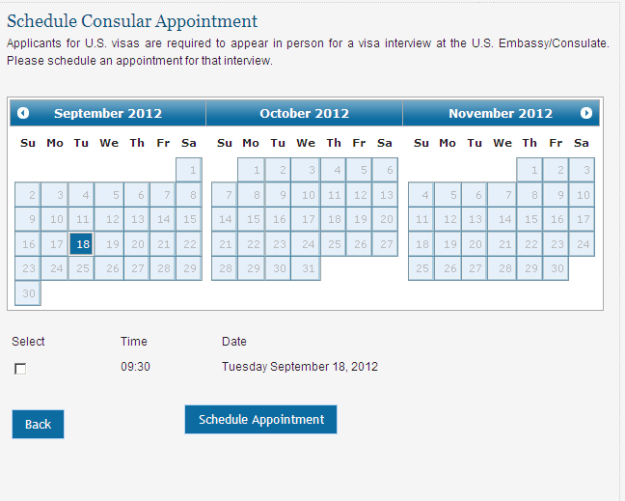 Schedule Consular Appointment
Applicants for U.S. visas are required to appear in person for a visa interview at the U.S. Embassy/Consulate.
Please schedule an appointment for that interview.
September 2012 October 2012 November 2012
Su Mo Tu We Th Fr Sa Su Mo Tu We Th Fr Sa Su Mo Tu We Th Fr Sa
1 1 2 3 4 5 6 1 2 3
2 3 4 5 6 7 8 7 8 9 10 11 12 13 4 5 6 7 8 9 10
9 10 11 12 13 14 15 14 15 16 17 18 19 20 11 12 13 14 15 16 17
16 17 18 19 20 21 22 21 22 23 24 25 26 27 18 19 20 21 22 23 24
23 24 25 26 27 28 29 28 29 30 31 25 26 27 28 29 30
30
Select Time Date
09:30 Tuesday September 18, 2012
Back Schedule Appointment